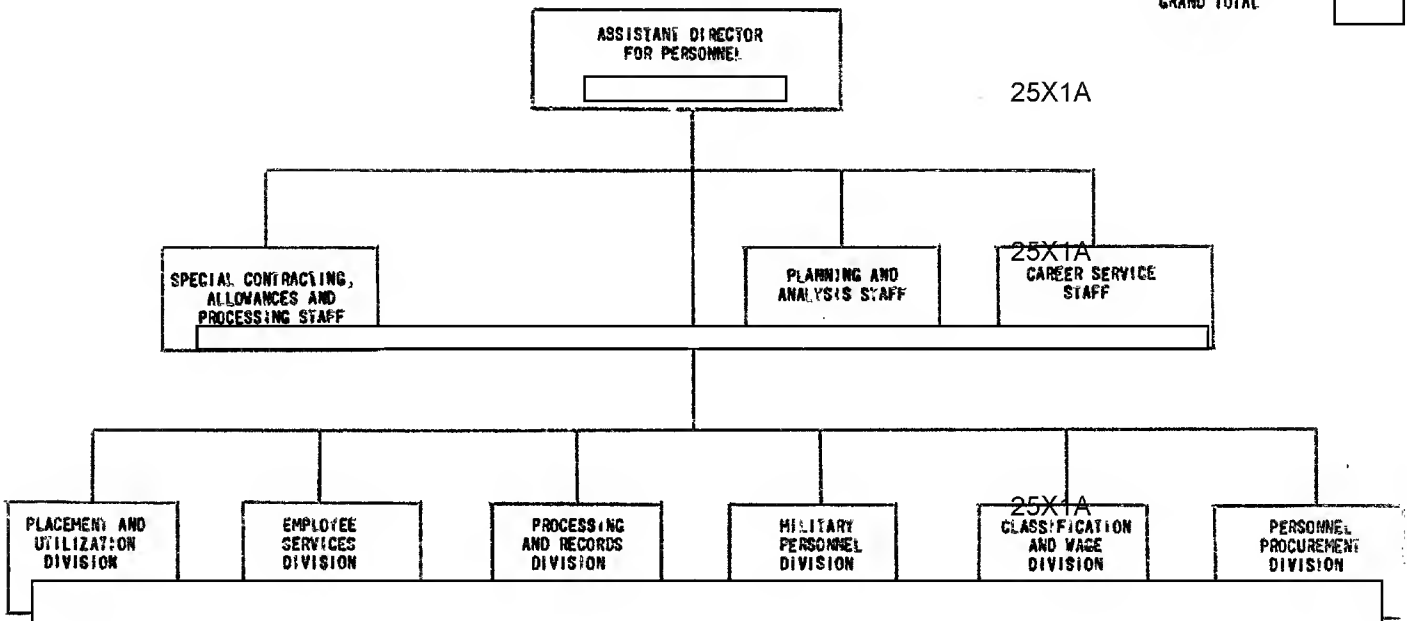 GRAND TOTAL
ASSISTANT DIRECTOR
FOR PERSONNEL
25X1A
SPECIAL CONTRACTING,
ALLOWANCES AND
PROCESSING STAFF
PLANNING AND
ANALYSIS STAFF
25X1A
CAREER SERVICE
STAFF
PLACEMENT AND
UTILIZATION
DIVISION
EMPLOYEE
SERVICES
DIVISION
PROCESSING
AND RECORDS
DIVISION
MILITARY
PERSONNEL
DIVISION
25X1A
CLASSIFICATION
AND WAGE
DIVISION
PERSONNEL
PROCUREMENT
DIVISION